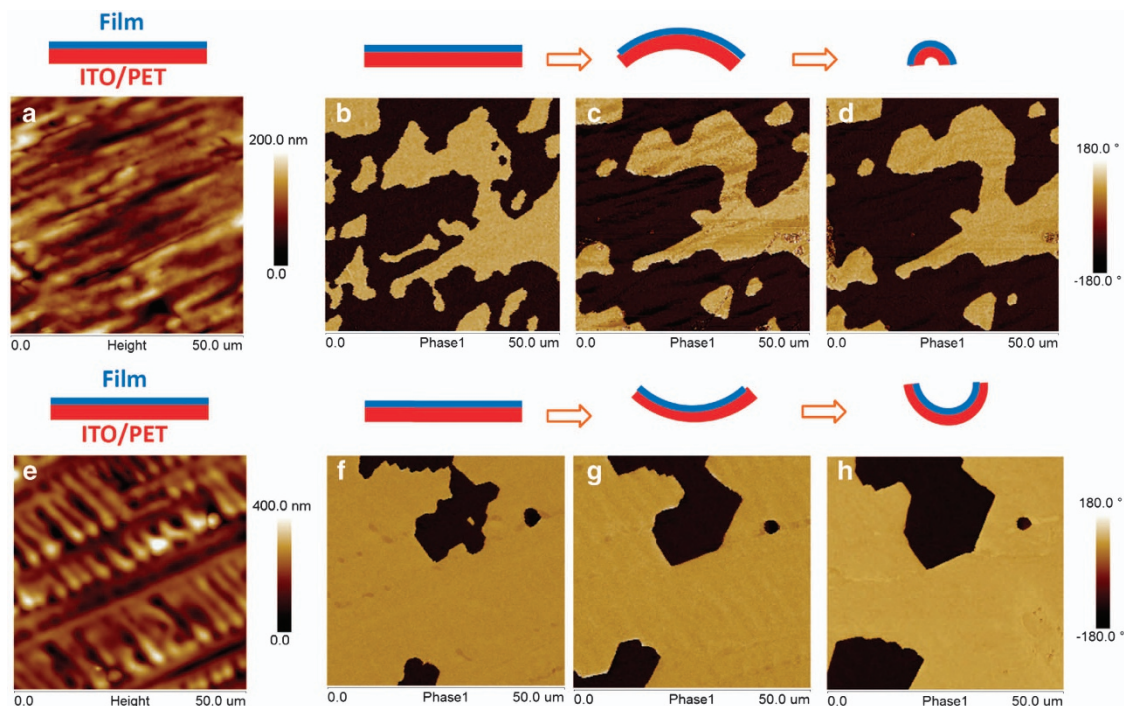 Film
ITO/PET
a
200.0 nm
0.0
0.0 Height 50.0 um
b
c
d
180.0 °
-180.0 °
0.0 Phase1 50.0 um
0.0 Phase1 50.0 um
0.0 Phase1 50.0 um
Film
ITO/PET
e
400.0 nm
0.0
0.0 Height 50.0 um
f
g
h
180.0 °
-180.0 °
0.0 Phase1 50.0 um
0.0 Phase1 50.0 um
0.0 Phase1 50.0 um